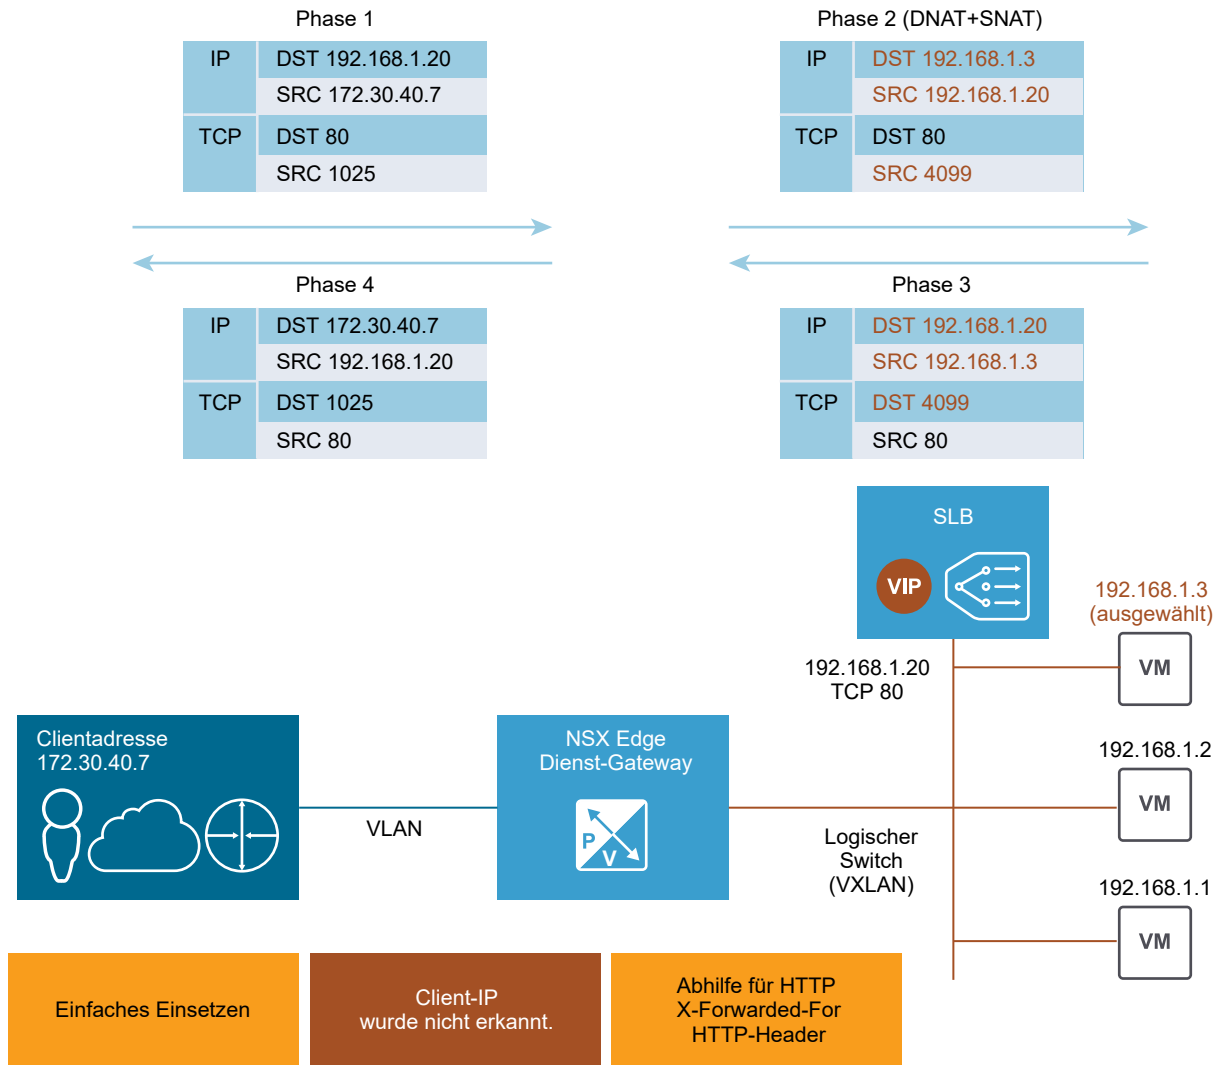 Phase 1
IP DST 192.168.1.20
SRC 172.30.40.7
TCP DST 80
SRC 1025
Phase 2 (DNAT+SNAT)
IP DST 192.168.1.3
SRC 192.168.1.20
TCP DST 80
SRC 4099
Phase 4
IP DST 172.30.40.7
SRC 192.168.1.20
TCP DST 1025
SRC 80
Phase 3
IP DST 192.168.1.20
SRC 192.168.1.3
TCP DST 4099
SRC 80
SLB
VIP
192.168.1.20
TCP 80
192.168.1.3
(ausgewählt)
VM
Clientadresse
172.30.40.7
VLAN
NSX Edge
Dienst-Gateway
P
V
Logischer
Switch
(VXLAN)
192.168.1.2
VM
192.168.1.1
VM
Einfaches Einsetzen
Client-IP
wurde nicht erkannt.
Abhilfe für HTTP
X-Forwarded-For
HTTP-Header